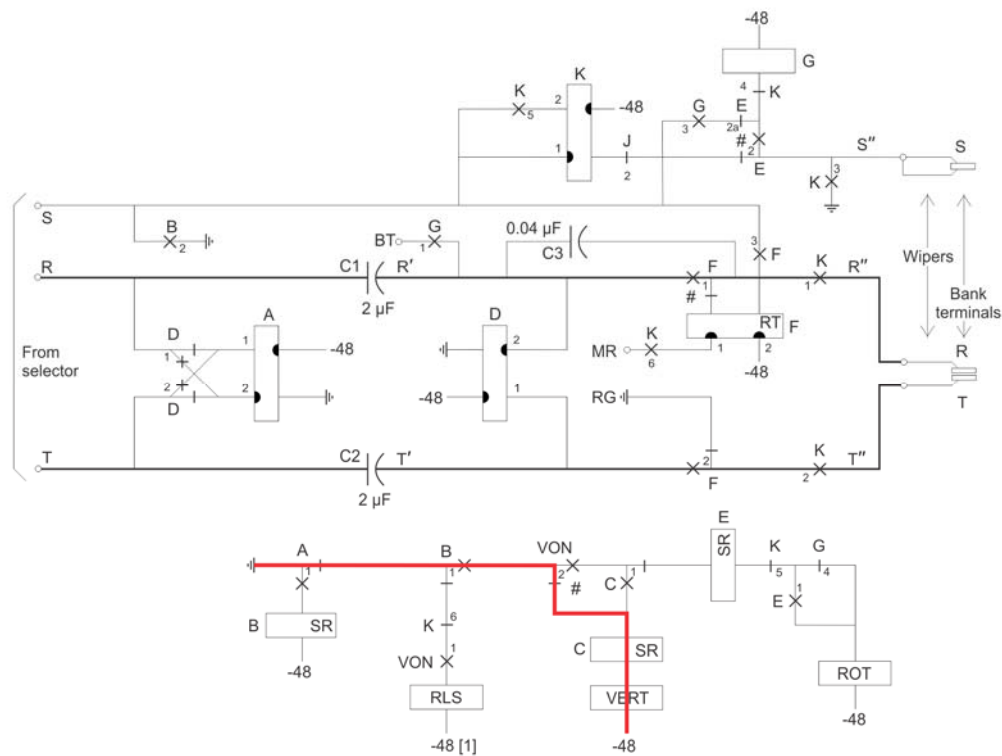 -48
G
K
K
2
-48
5
4
K
G
E
3
2a
#
2
1
J
2
E
S″
S
K
3
S
B
2
G
BT
1
0.04 µF
C3
3
F
Wipers
Bank
terminals
R
C1
R′
2 µF
F
1
#
K
1
R″
A
D
RT
F
D
1
1
-48
2
MR
K
6
1
2
-48
R
From
selector
2
2
D
-48
1
RG
T
T
C2
T′
2 µF
2
F
K
2
T″
A
1
B
1
VON
2
#
C
1
E
SR
K
5
G
4
E
1
B
SR
-48
K
6
VON
1
C
SR
RLS
VERT
ROT
-48 [1]
-48
-48